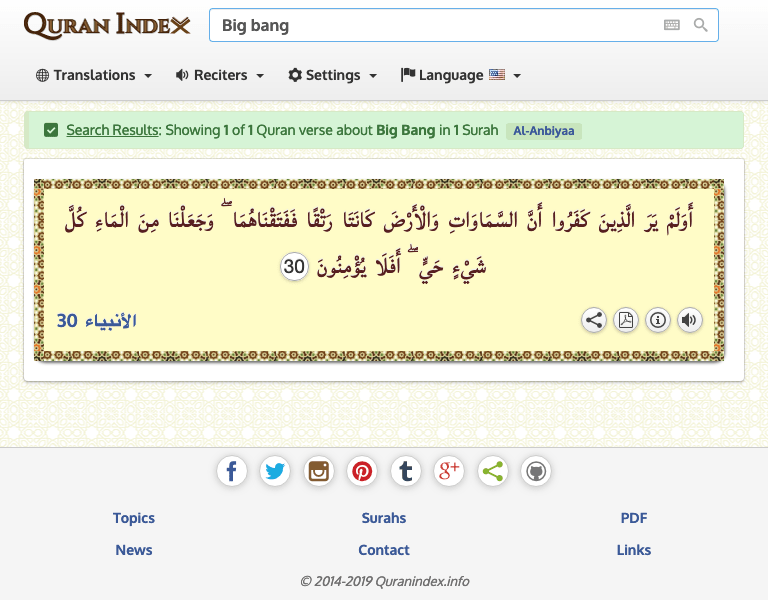 QURAN INDEX
Big bang
Translations
Reciters
Settings
Language
Search Results: Showing 1 of 1 Quran verse about Big Bang in 1 Surah Al-Anbiyaa
أَوَلَمْ يَرَ الَّذِينَ كَفَرُوا أَنَّ السَّمَاوَاتِ وَالْأَرْضَ كَانَتَا رَتْقًا فَفَتَقْنَاهُمَا ۖ وَجَعَلْنَا مِنَ الْمَاءِ كُلَّ
شَيْءٍ حَيٍّ ۖ أَفَلَا يُؤْمِنُونَ 30
الأنبياء 30
Topics
Surahs
PDF
News
Contact
Links
© 2014-2019 Quranindex.info